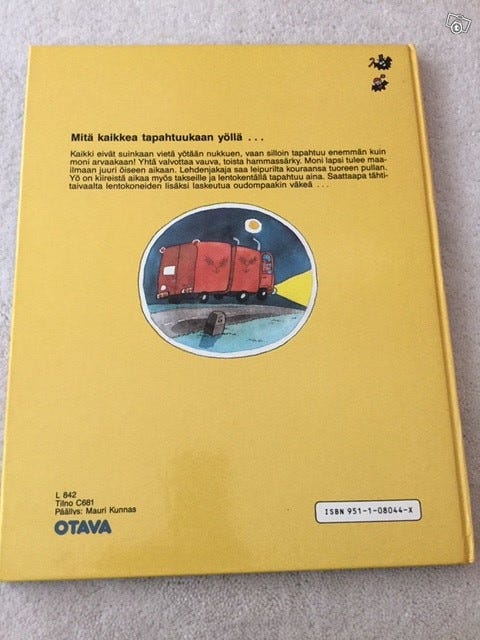 Mitä kaikkea tapahtuukaan yöllä ...
Kaikki eivät suinkaan vietä yötään nukkuen, vaan silloin tapahtuu enemmän kuin
moni arvaakaan! Yhtä valvottaa vauva, toista hammassärky. Moni lapsi tulee maa-
ilmaan juuri öiseen aikaan. Lehdenjakaja saa leipurilta kouraansa tuoreen pullan.
Yö on kiireistä aikaa myös takseille ja lentokentällä tapahtuu aina. Saattaapa tähti-
taivaalta lentokoneiden lisäksi laskeutua oudompaakin väkeä ...
L 842
Tilno C681
Päällys: Mauri Kunnas
OTAVA
ISBN 951-1-08044-X